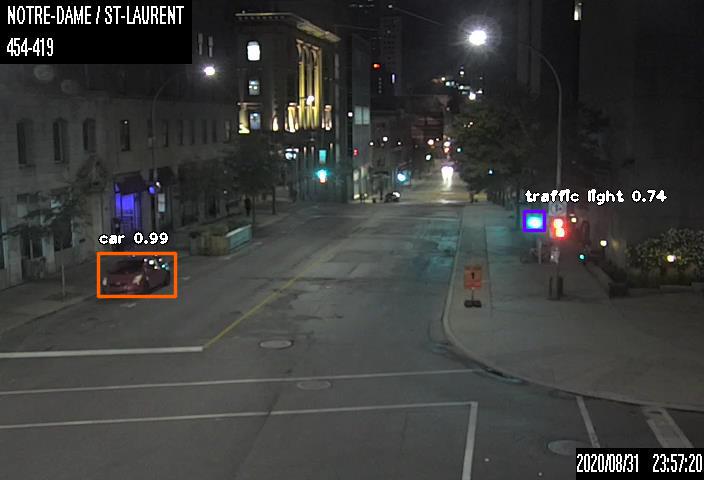 NOTRE-DAME / ST-LAURENT
454-419
traffic light 0.74
car 0.99
2020/08/31 23:57:20